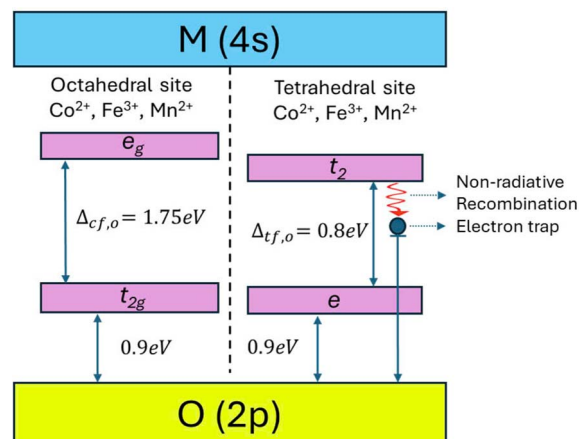 M (4s)
Octahedral site
Co²⁺, Fe³⁺, Mn²⁺
Tetrahedral site
Co²⁺, Fe³⁺, Mn²⁺
e_g
t₂
Non-radiative
Recombination
Electron trap
Δ_cf,o = 1.75eV
Δ_tf,o = 0.8eV
t_2g
e
0.9eV
0.9eV
O (2p)